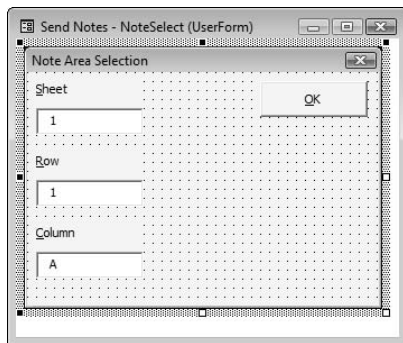 Send Notes - NoteSelect (UserForm)
Note Area Selection
Sheet
OK
1
Row
1
Column
A